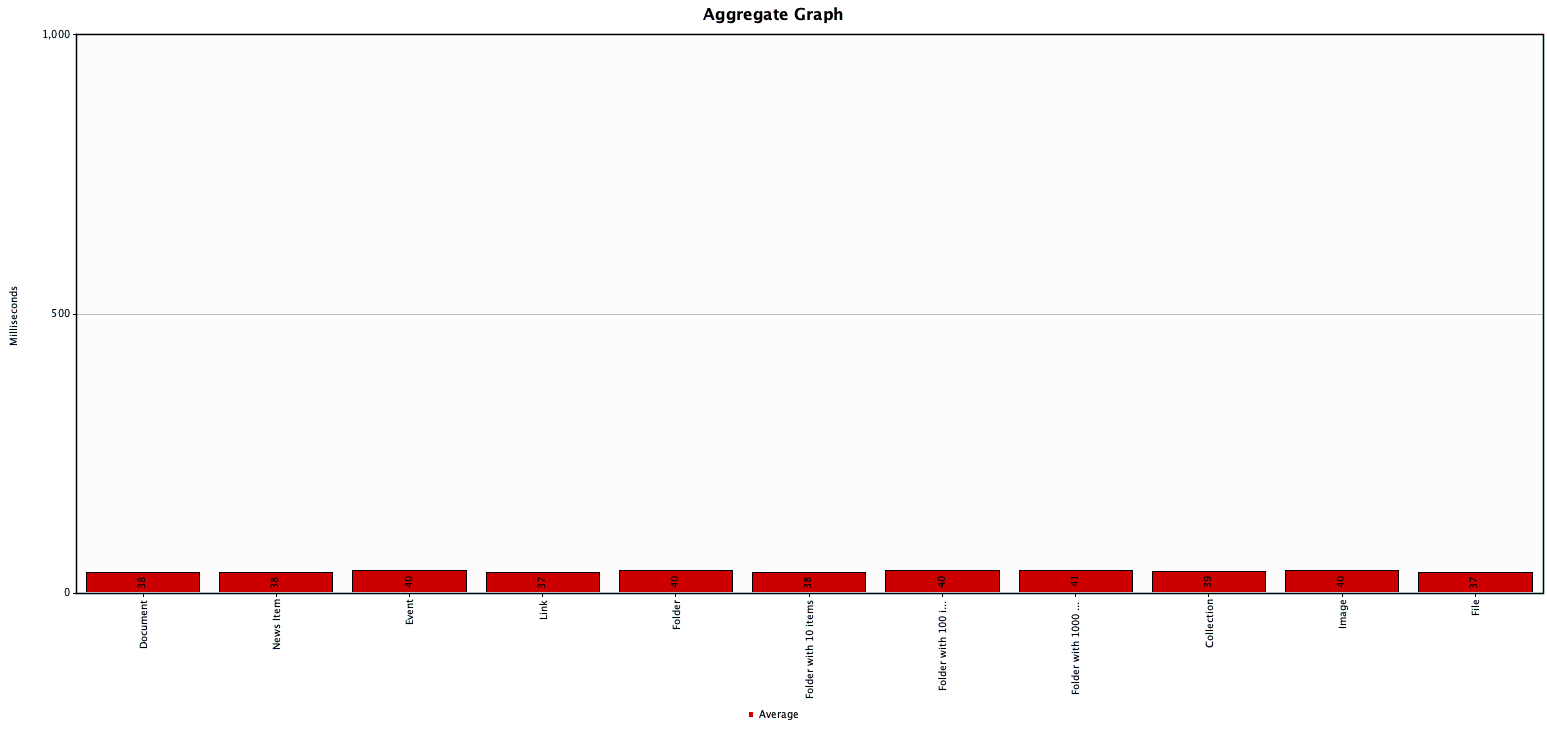 Aggregate Graph
1,000
500
0
Milliseconds
38
38
40
37
40
38
40
41
39
40
37
Document
News Item
Event
Link
Folder
Folder with 10 items
Folder with 100 i...
Folder with 1000 ...
Collection
Image
File
Average